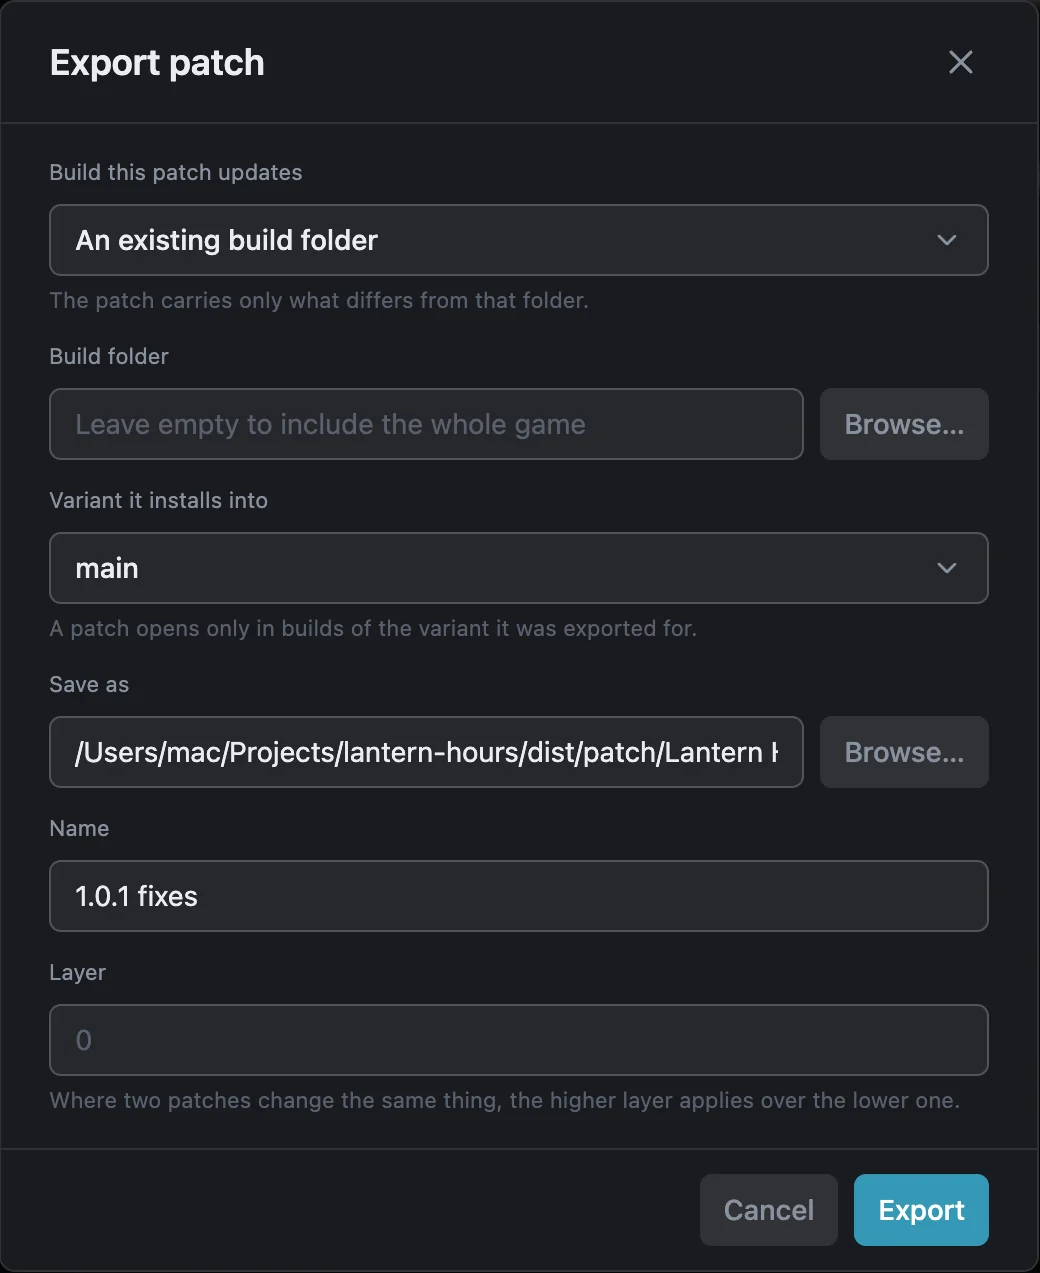 Export patch
Build this patch updates
An existing build folder
The patch carries only what differs from that folder.
Build folder
Leave empty to include the whole game
Browse...
Variant it installs into
main
A patch opens only in builds of the variant it was exported for.
Save as
/Users/mac/Projects/lantern-hours/dist/patch/Lantern
Browse...
Name
1.0.1 fixes
Layer
0
Where two patches change the same thing, the higher layer applies over the lower one.
Cancel
Export